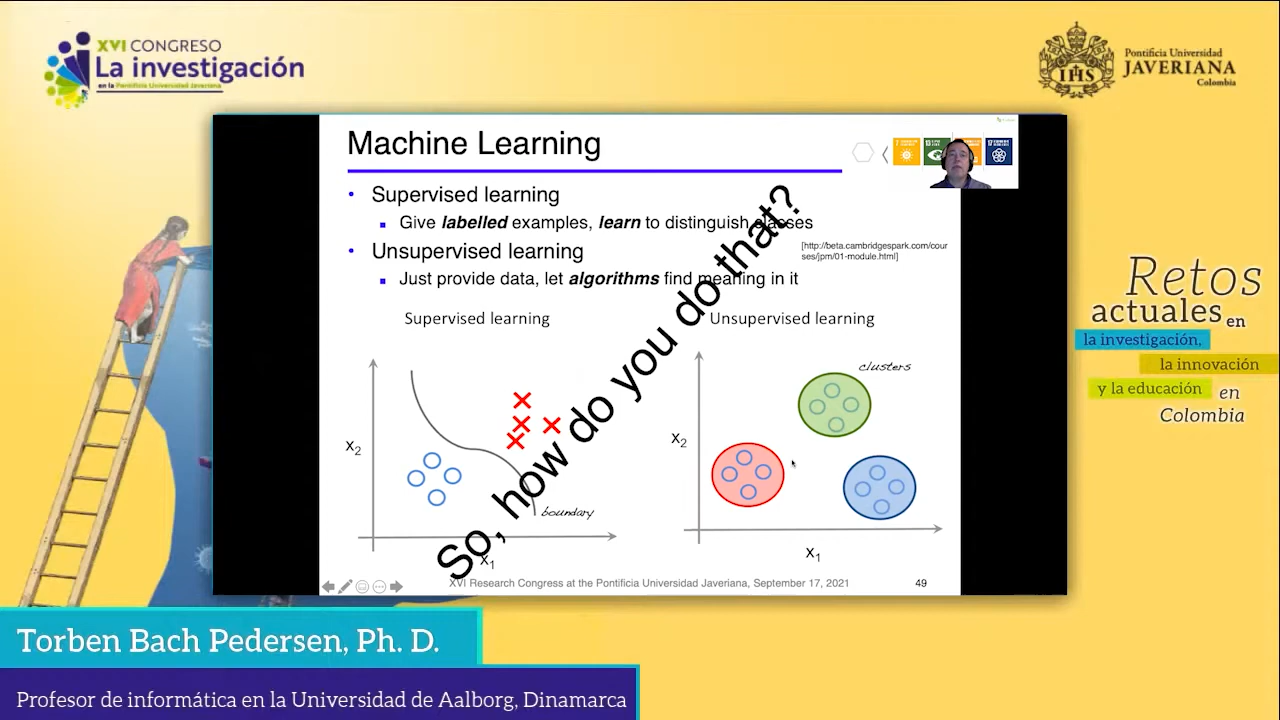 XVI CONGRESO
La investigación
en la Pontificia Universidad Javeriana
Pontificia Universidad
JAVERIANA
Colombia
IHS
Machine Learning
• Supervised learning
▪ Give labelled examples, learn to distinguish classes
• Unsupervised learning
▪ Just provide data, let algorithms find meaning in it
[http://beta.cambridgespark.com/cour
ses/jpm/01-module.html]
So, how do you do that?
Supervised learning
x2
boundary
x1
Unsupervised learning
clusters
x2
x1
XVI Research Congress at the Pontificia Universidad Javeriana, September 17, 2021
49
Retos
actuales en
la investigación,
la innovación
y la educación en
Colombia
Torben Bach Pedersen, Ph. D.
Profesor de informática en la Universidad de Aalborg, Dinamarca